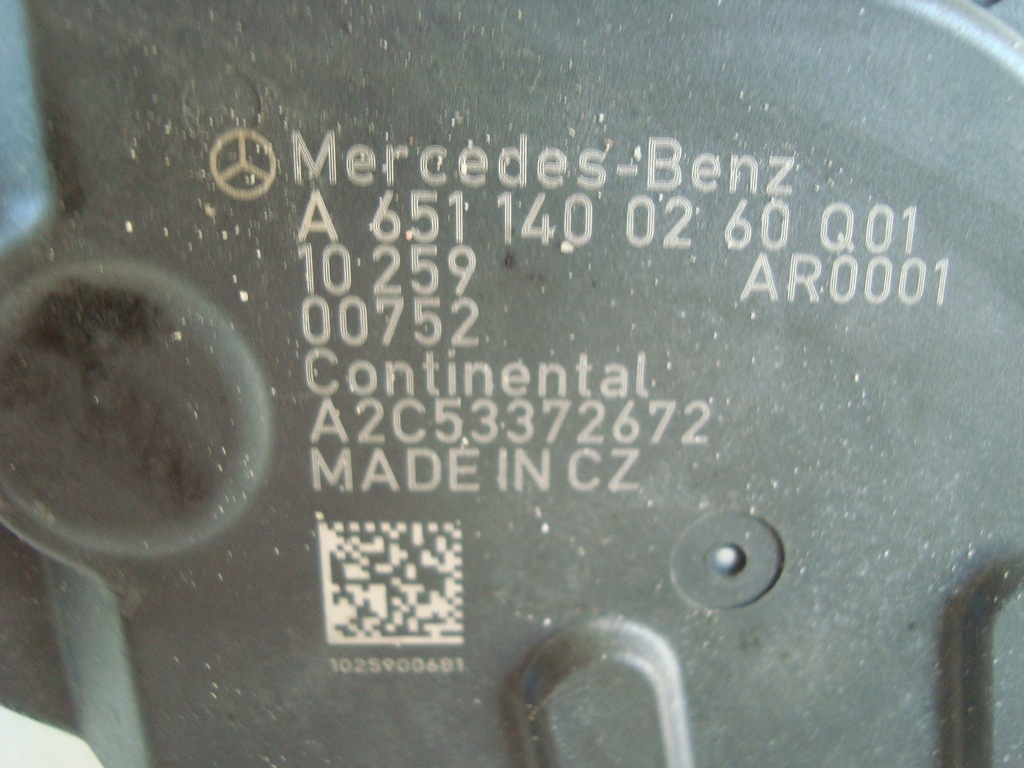 Mercedes-Benz
A 651 140 02 60 Q01
10 259 AR0001
00752
Continental
A2C53372672
MADE IN CZ
1025900681